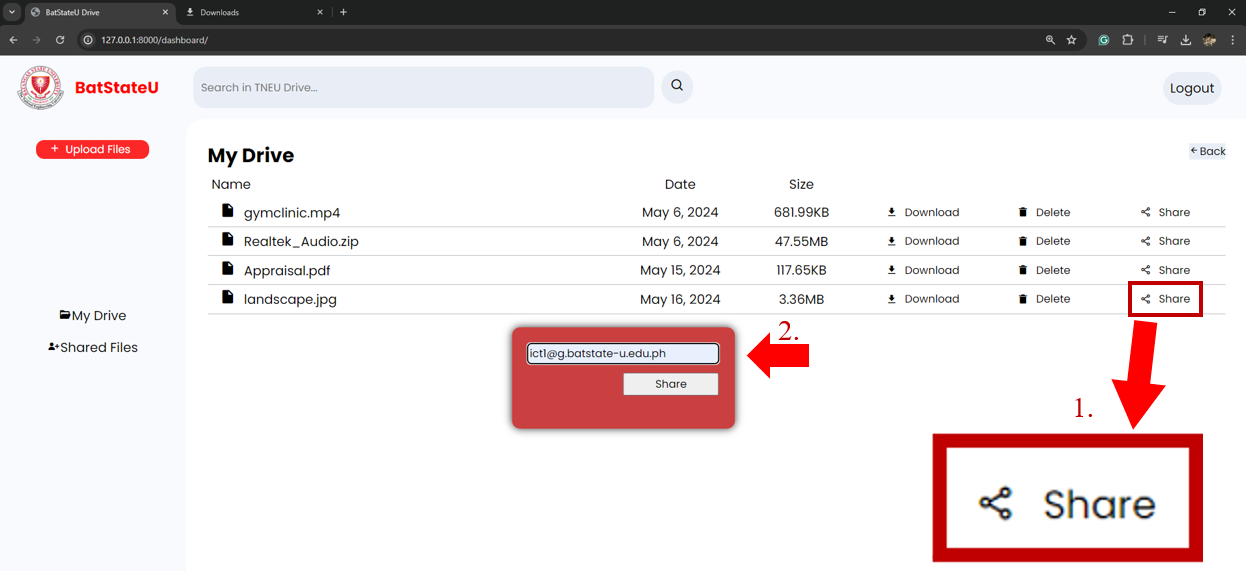 BatStateU Drive
Downloads
127.0.0.1:8000/dashboard/
BatStateU
Search in TNEU Drive...
Logout
+ Upload Files
My Drive
Back
Name Date Size
gymclinic.mp4 May 6, 2024 681.99KB Download Delete Share
Realtek_Audio.zip May 6, 2024 47.55MB Download Delete Share
Appraisal.pdf May 15, 2024 117.65KB Download Delete Share
landscape.jpg May 16, 2024 3.36MB Download Delete Share
My Drive
Shared Files
2.
ict1@g.batstate-u.edu.ph
Share
1.
Share